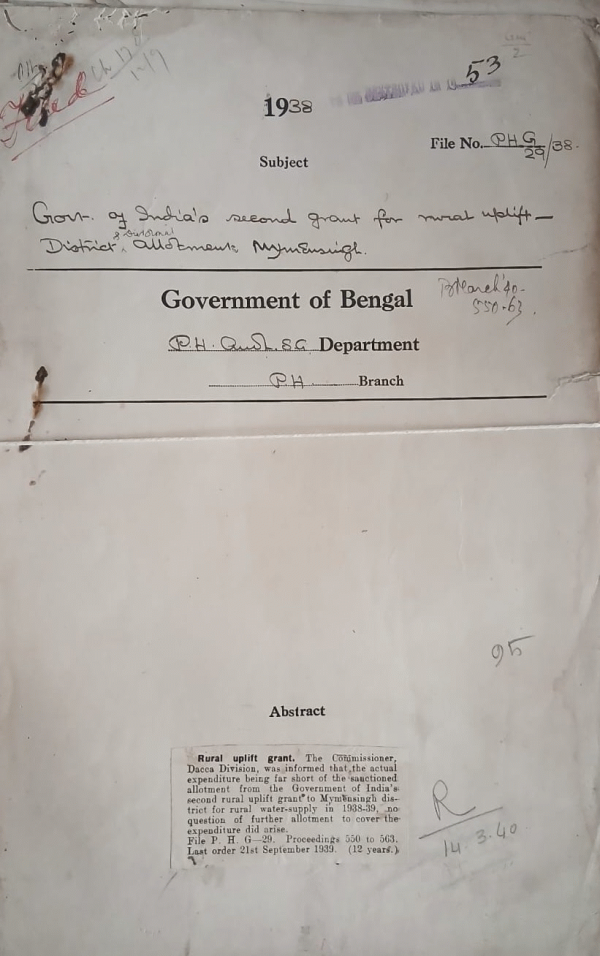 53
1938
File No. P.H.G/29/38.
Subject
Govt. of India's second grant for rural uplift—
& divisional
District allotments Mymensingh.
Government of Bengal
B March '40-
550-63.
P.H. and L.S.G. Department
P.H. Branch
95
Abstract
Rural uplift grant. The Commissioner,
Dacca Division, was informed that the actual
expenditure being far short of the sanctioned
allotment from the Government of India's
second rural uplift grant to Mymensingh dis-
trict for rural water-supply in 1938-39, no
question of further allotment to cover the
expenditure did arise.
File P. H. G—29. Proceedings 550 to 563.
Last order 21st September 1939. (12 years.)
R
14 3.40